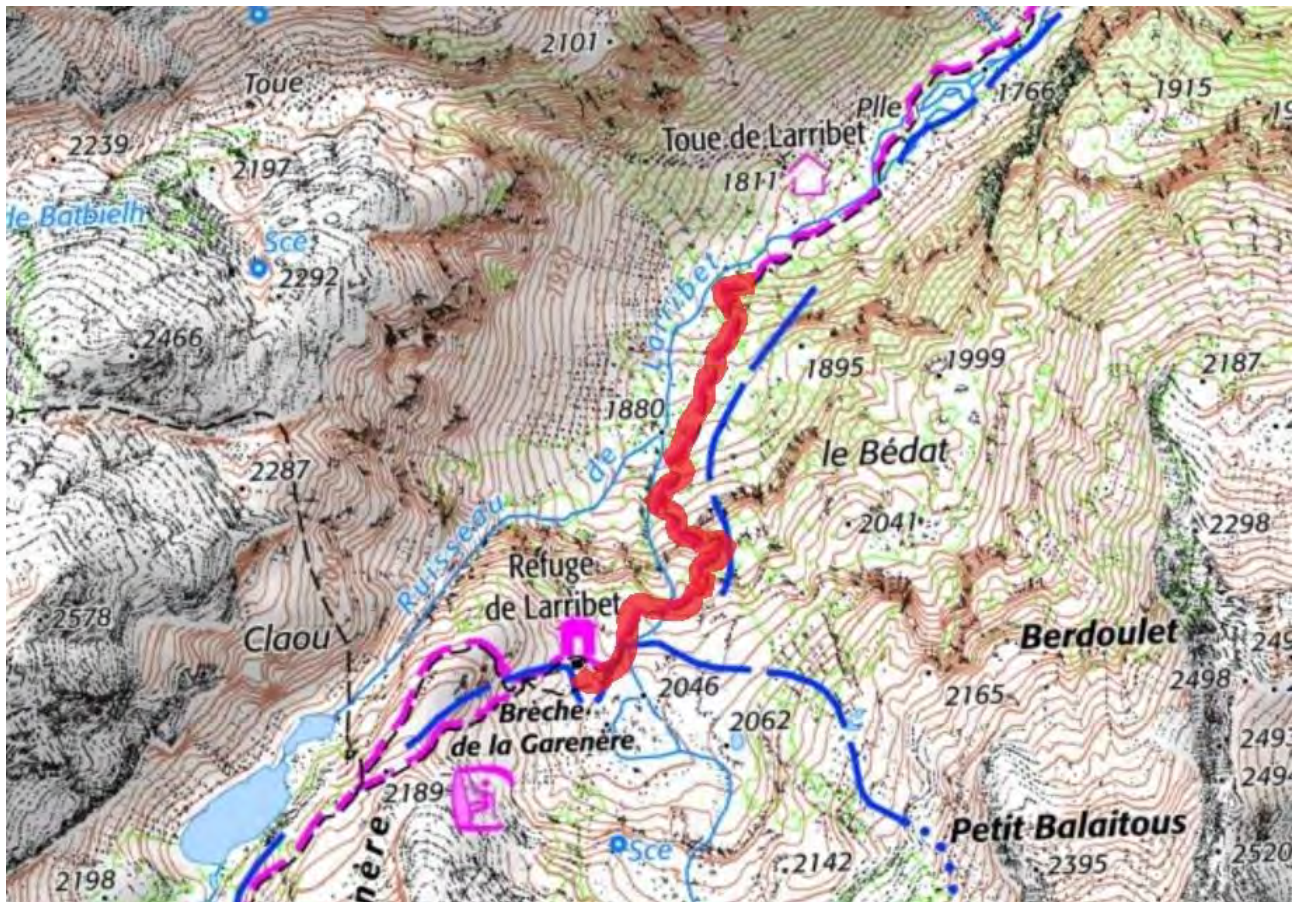 2101
Toue
2239
2197
Plle
1766
1915
Toue de Larribet
1811
de Batbielh
Sce
2292
2466
Larribet
1895
1999
2187
1880
de
le Bédat
2287
2041
2298
Ruisseau
Refuge
de Larribet
2578
Claou
Berdoulet
2498
2046
2165
Brèche
de la Garenère
2062
2189
Petit Balaitous
Sce
2142
2395
2520
2198
nère